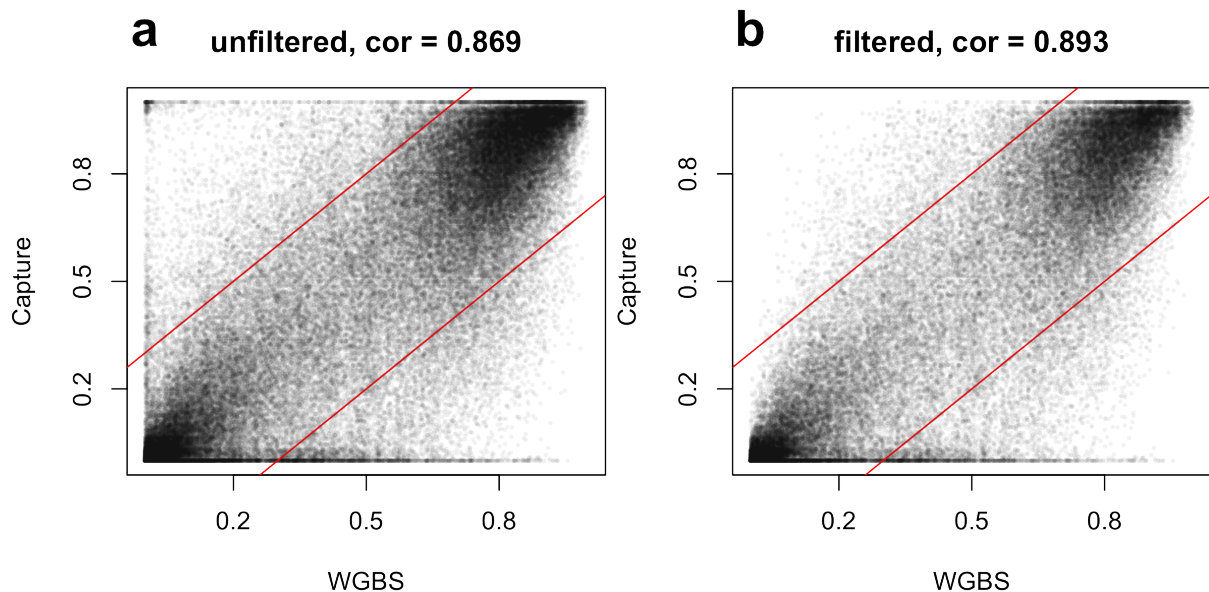 a
unfiltered, cor = 0.869
Capture
0.8
0.5
0.2
0.2 0.5 0.8
WGBS
b
filtered, cor = 0.893
Capture
0.8
0.5
0.2
0.2 0.5 0.8
WGBS